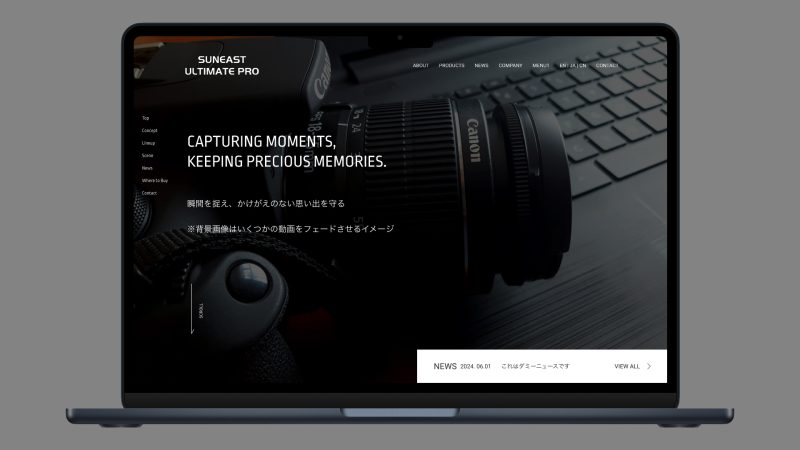 SUNEAST
ULTIMATE PRO
ABOUT PRODUCTS NEWS COMPANY MENU1 EN | JA | CN CONTACT
Top
Concept
Lineup
Scene
News
Where to Buy
Contact
CAPTURING MOMENTS,
KEEPING PRECIOUS MEMORIES.
瞬間を捉え、かけがえのない思い出を守る
※背景画像はいくつかの動画をフェードさせるイメージ
Canon
Canon
18
24
SCROLL
NEWS 2024. 06.01 これはダミーニュースです VIEW ALL